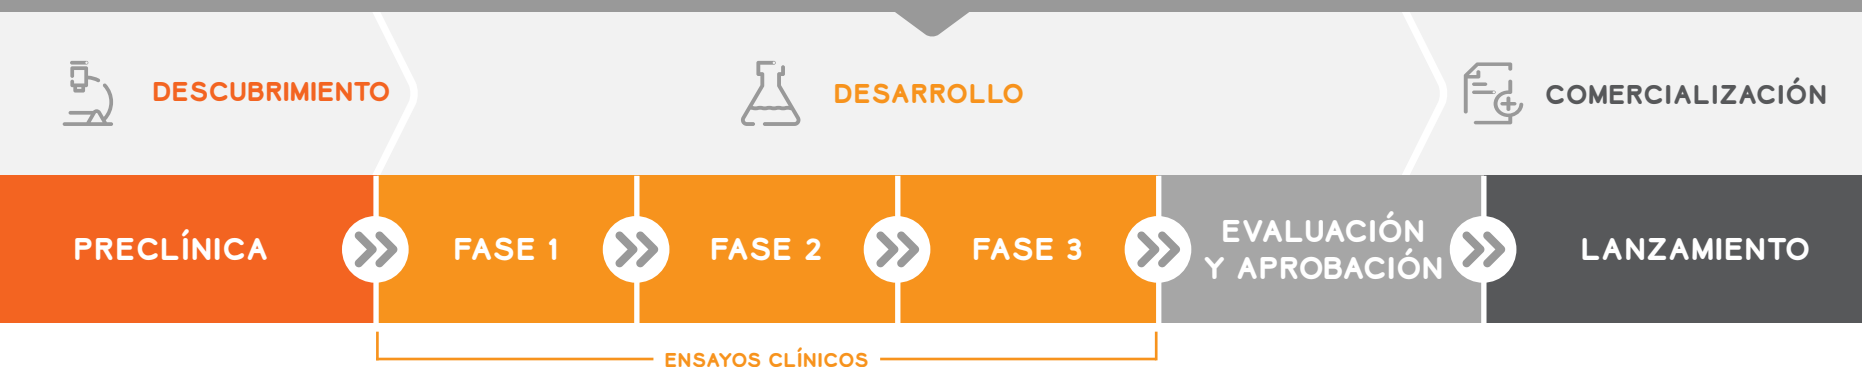 DESCUBRIMIENTO
DESARROLLO
COMERCIALIZACIÓN
PRECLÍNICA
FASE 1
FASE 2
FASE 3
EVALUACIÓN
Y APROBACIÓN
LANZAMIENTO
ENSAYOS CLÍNICOS